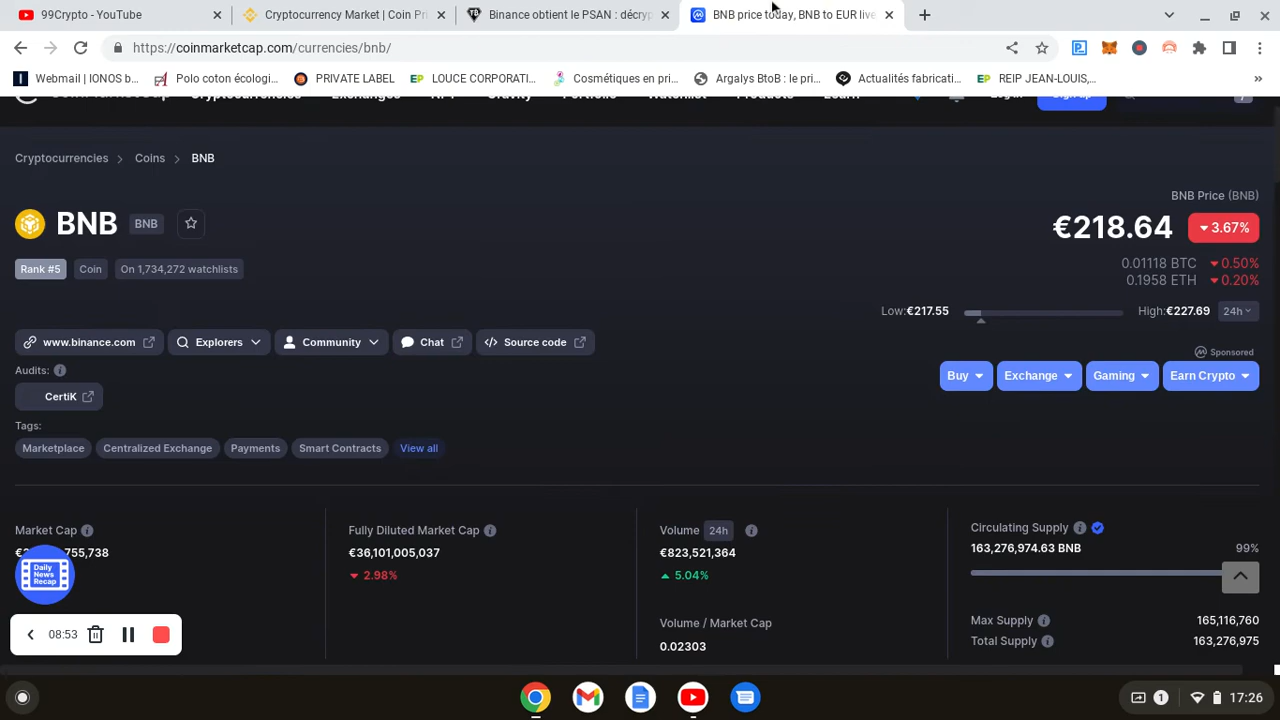 99Crypto - YouTube
Cryptocurrency Market | Coin Pri
Binance obtient le PSAN : décryp
BNB price today, BNB to EUR live,
https://coinmarketcap.com/currencies/bnb/
Webmail | IONOS b...
Polo coton écologi...
PRIVATE LABEL
LOUCE CORPORATI...
Cosmétiques en pri...
Argalys BtoB : le pri...
Actualités fabricati...
REIP JEAN-LOUIS,...
»
Cryptocurrencies > Coins > BNB
BNB Price (BNB)
BNB BNB
€218.64 3.67%
0.01118 BTC 0.50%
Rank #5 Coin On 1,734,272 watchlists
0.1958 ETH 0.20%
Low:€217.55 High:€227.69 24h
www.binance.com Explorers Community Chat Source code
Sponsored
Audits:
Buy Exchange Gaming Earn Crypto
CertiK
Tags:
Marketplace Centralized Exchange Payments Smart Contracts View all
Market Cap
755,738
Fully Diluted Market Cap
€36,101,005,037
2.98%
Volume 24h
€823,521,364
5.04%
Volume / Market Cap
0.02303
Circulating Supply
163,276,974.63 BNB 99%
Max Supply 165,116,760
Total Supply 163,276,975
Daily
News
Recap
08:53
1 17:26